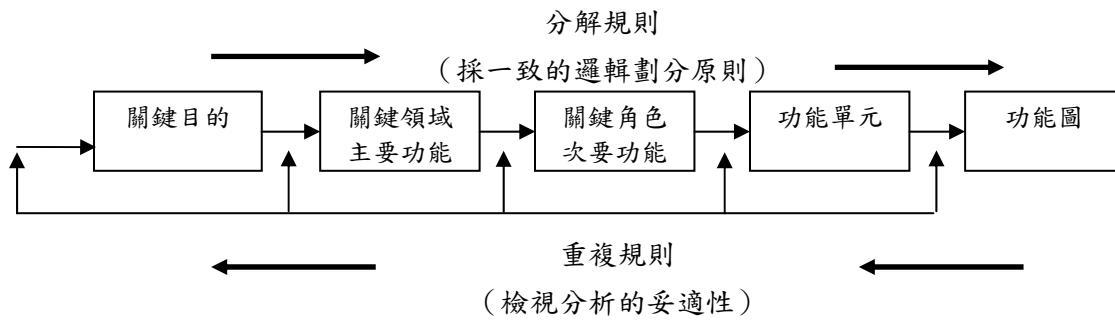 分解規則
(採一致的邏輯劃分原則)
關鍵目的
關鍵領域
主要功能
關鍵角色
次要功能
功能單元
功能圖
重複規則
(檢視分析的妥適性)